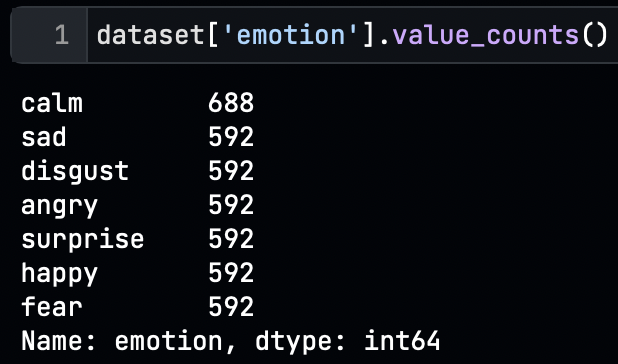 1 dataset['emotion'].value_counts()
calm 688
sad 592
disgust 592
angry 592
surprise 592
happy 592
fear 592
Name: emotion, dtype: int64